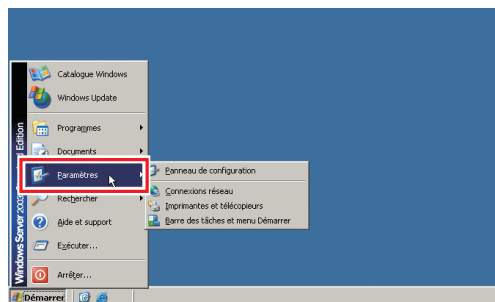 Catalogue Windows
Windows Update
Programmes
Documents
Paramètres
Rechercher
Aide et support
Exécuter...
Arrêter...
Panneau de configuration
Connexions réseau
Imprimantes et télécopieurs
Barre des tâches et menu Démarrer
Windows Server 2003 Edition
Démarrer